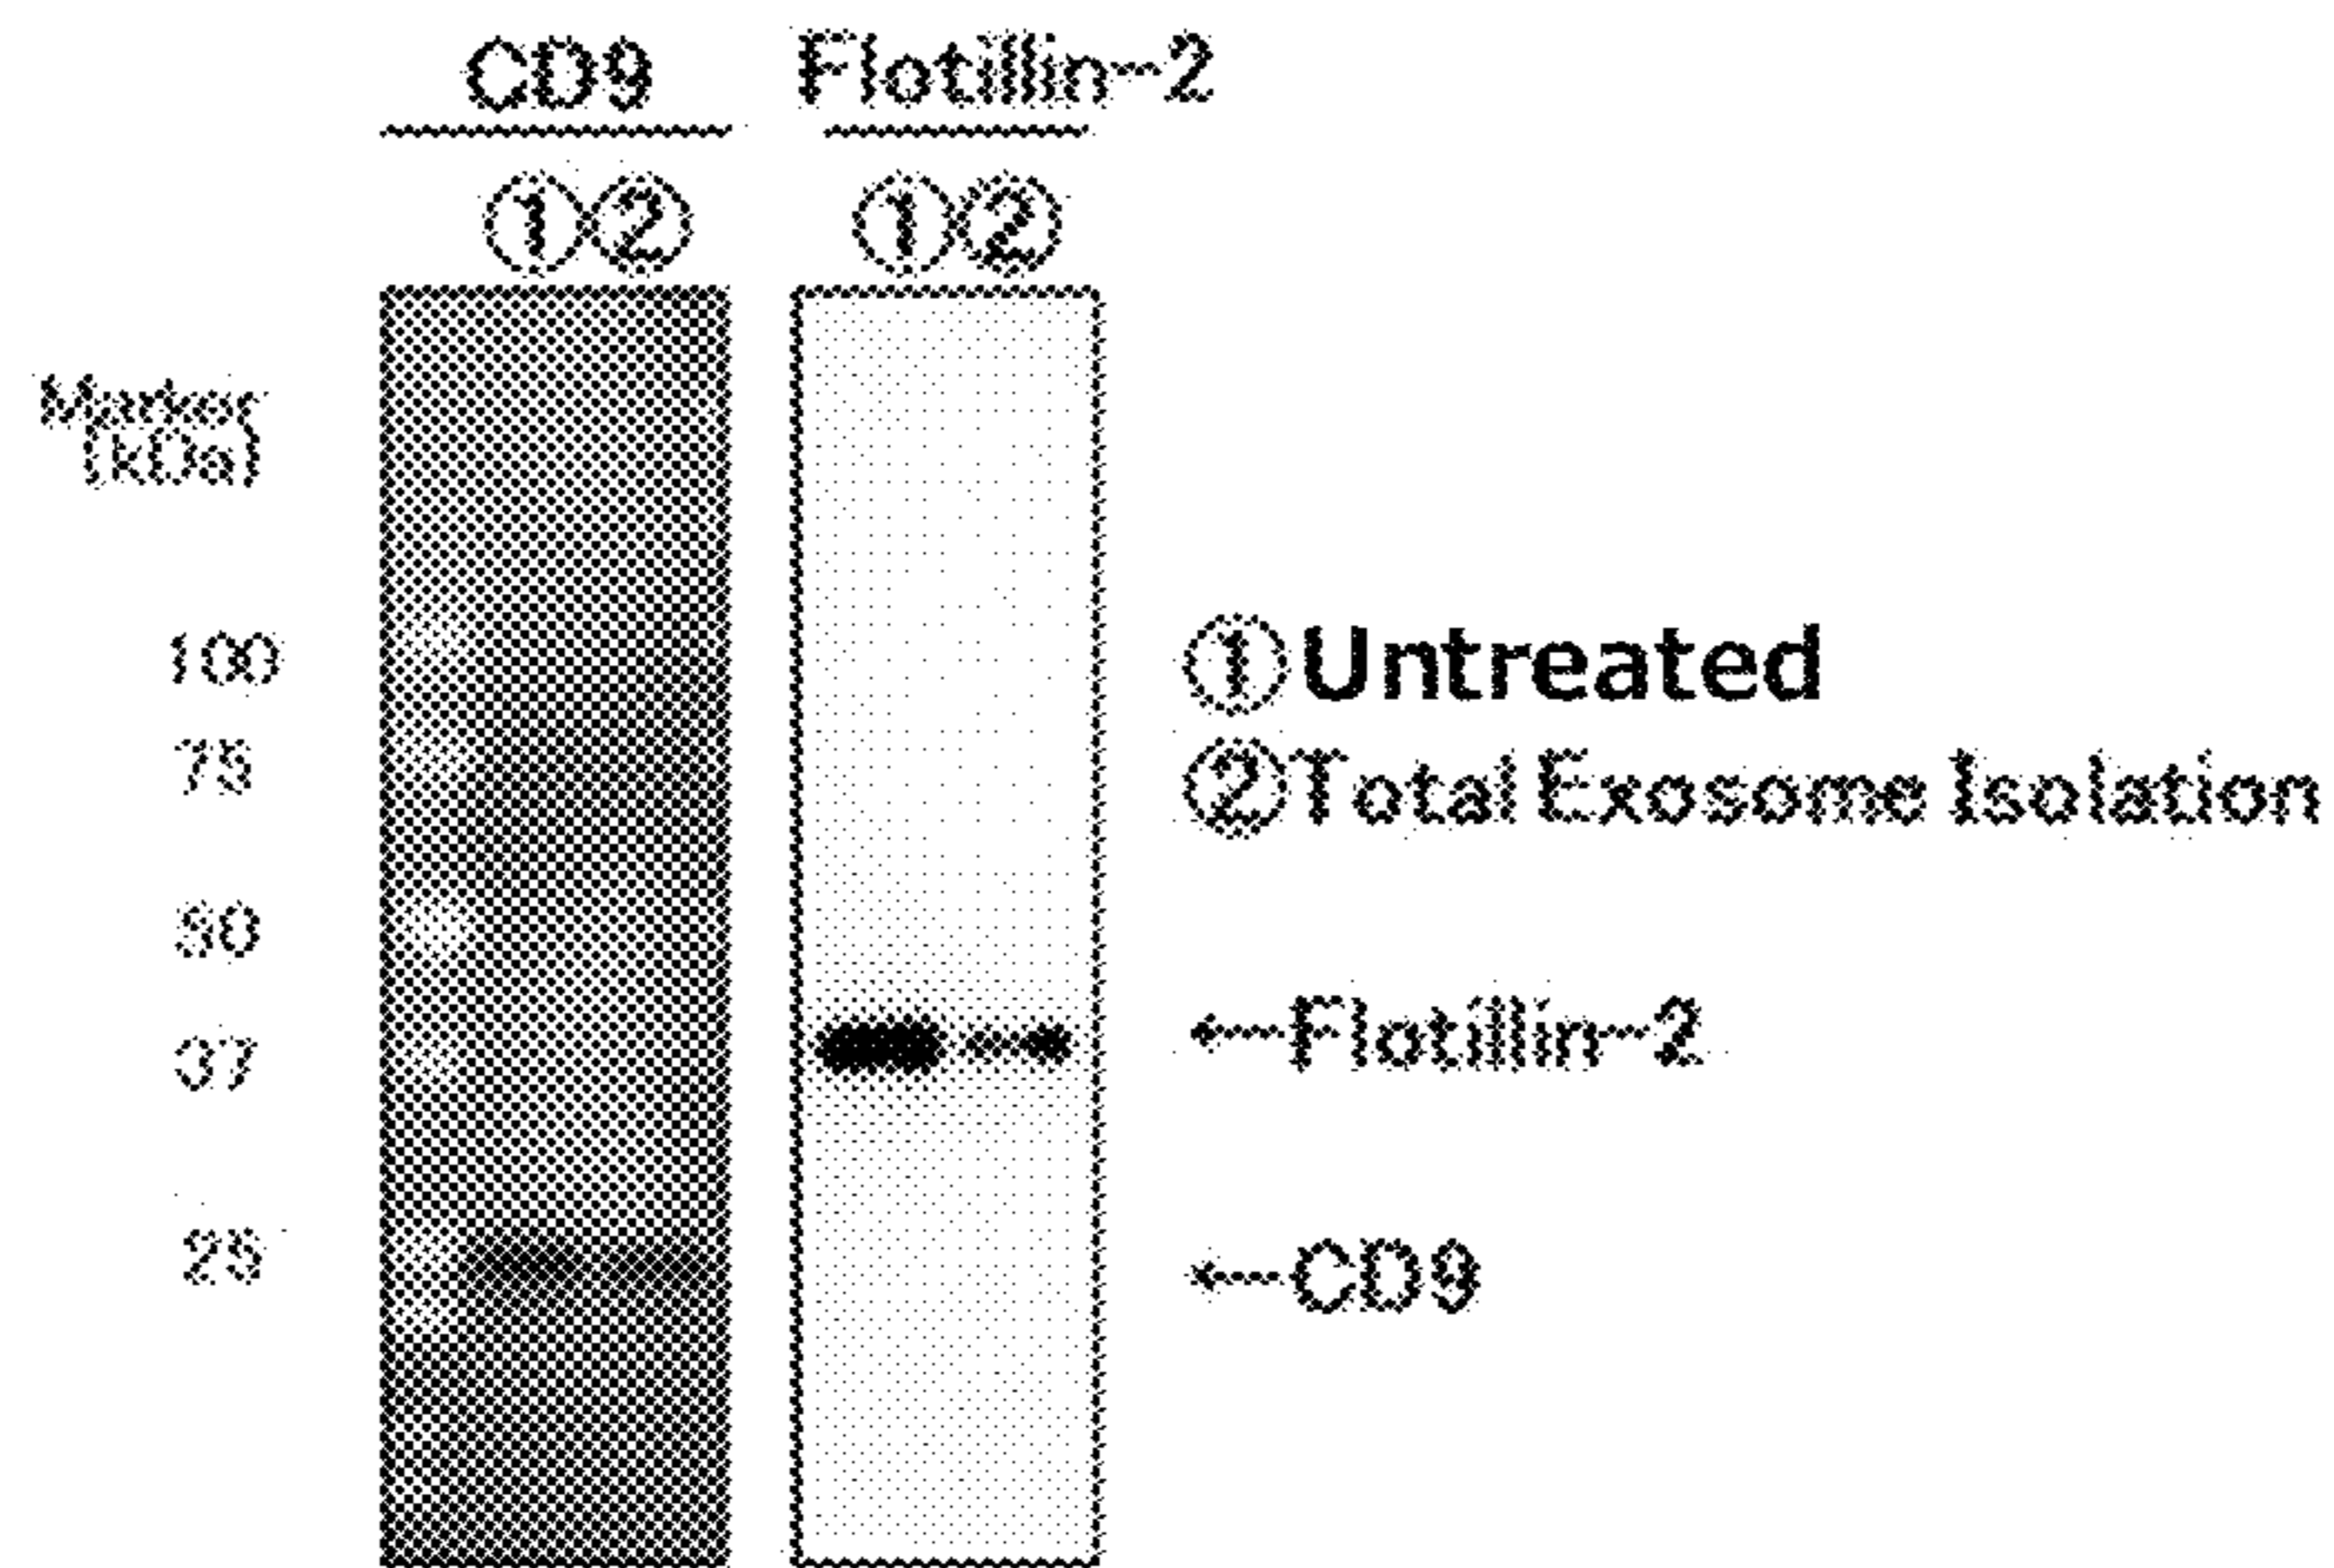 CD9 Flotillin-2
①② ①②
Marker
(kDa)
100
75
50
37
25
①Untreated
②Total Exosome Isolation
←Flotillin-2
←CD9